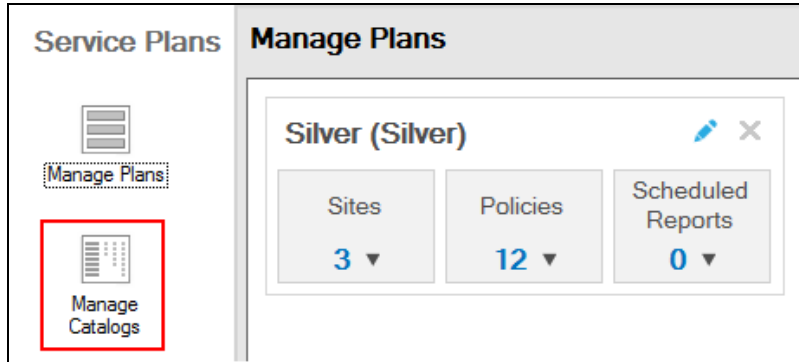 Service Plans
Manage Plans
Manage Plans
Manage
Catalogs
Silver (Silver)
Sites
3
Policies
12
Scheduled
Reports
0